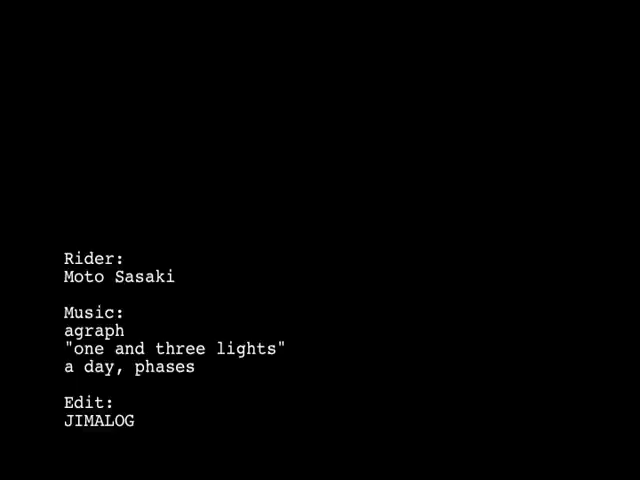 Rider:
Moto Sasaki
Music:
agraph
"one and three lights"
a day, phases
Edit:
JIMALOG